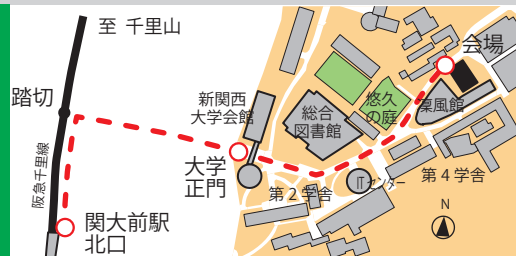 至 千里山
踏切
阪急千里線
関大前駅
北口
新関西
大学会館
大学
正門
総合
図書館
悠久
の庭
会場
凜風館
ITセンター
第2学舎
第4学舎
N